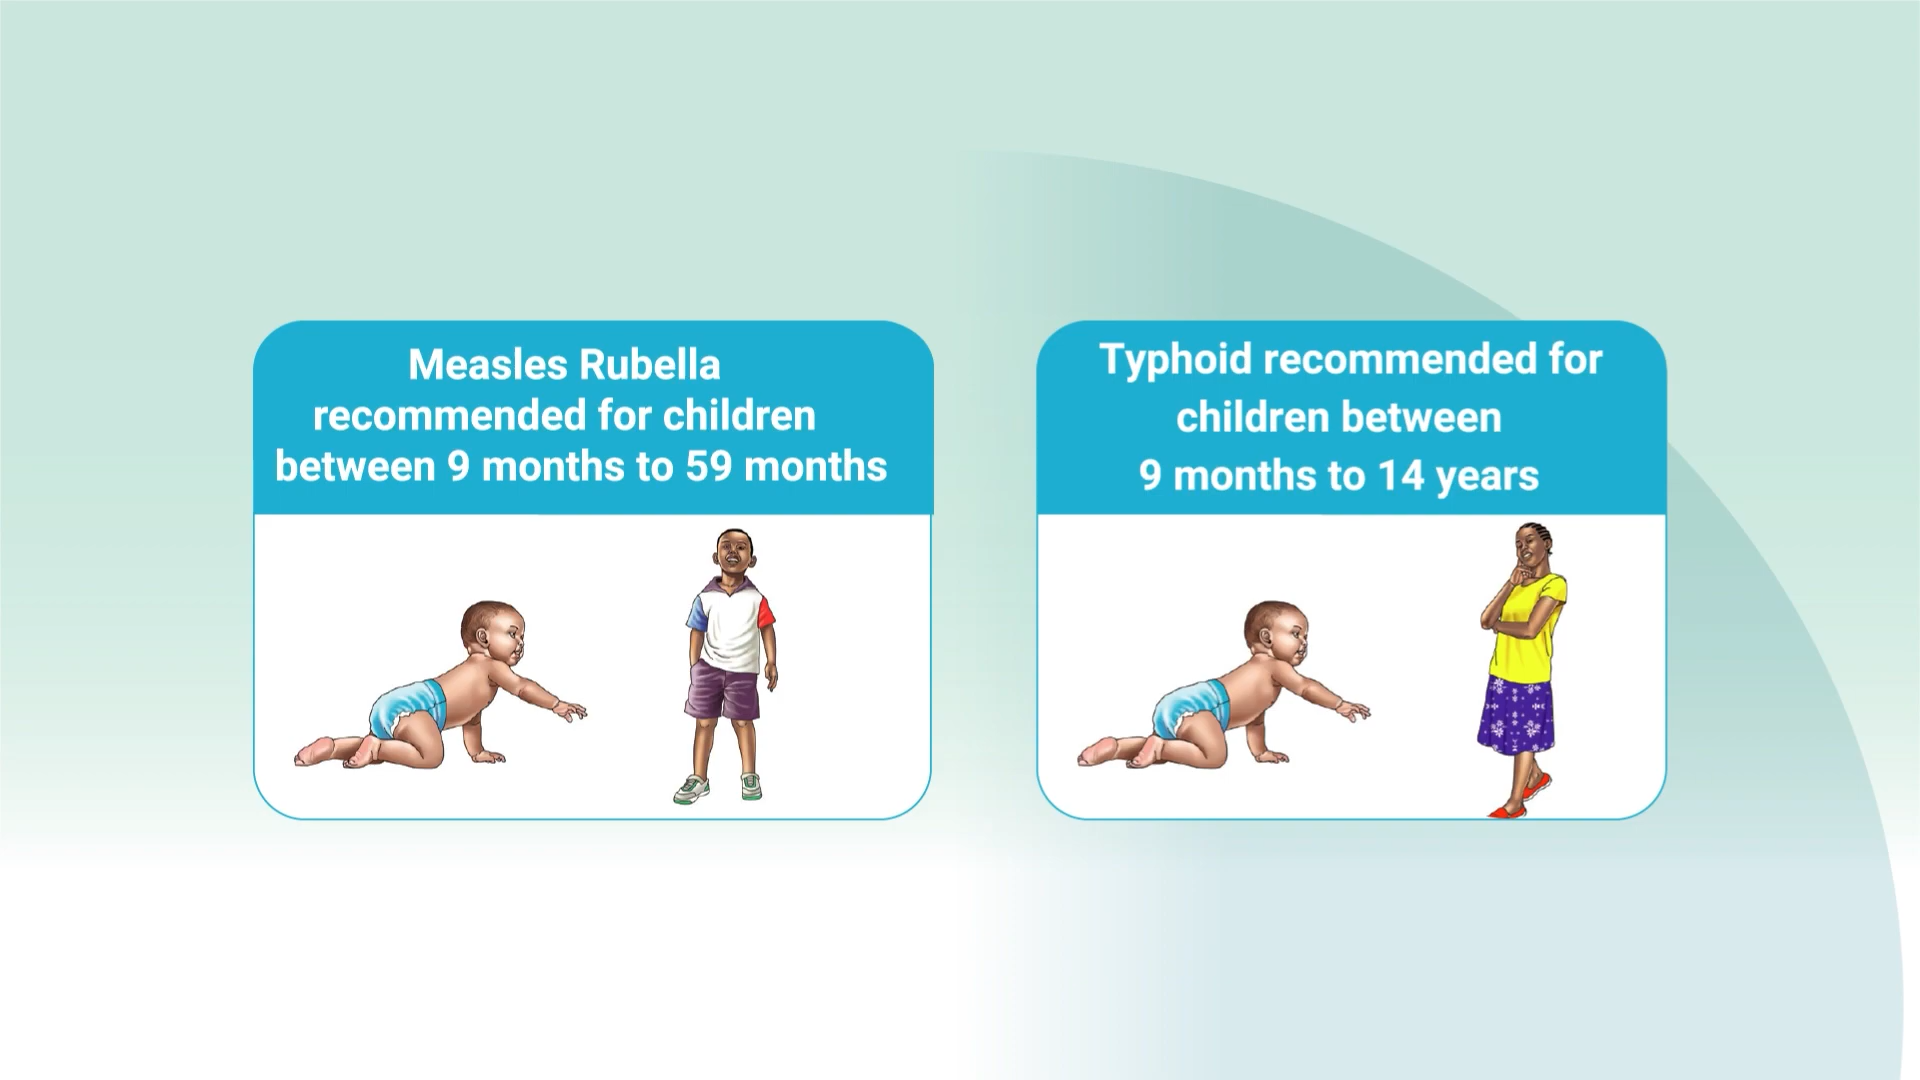 Measles Rubella
recommended for children
between 9 months to 59 months
Typhoid recommended for
children between
9 months to 14 years